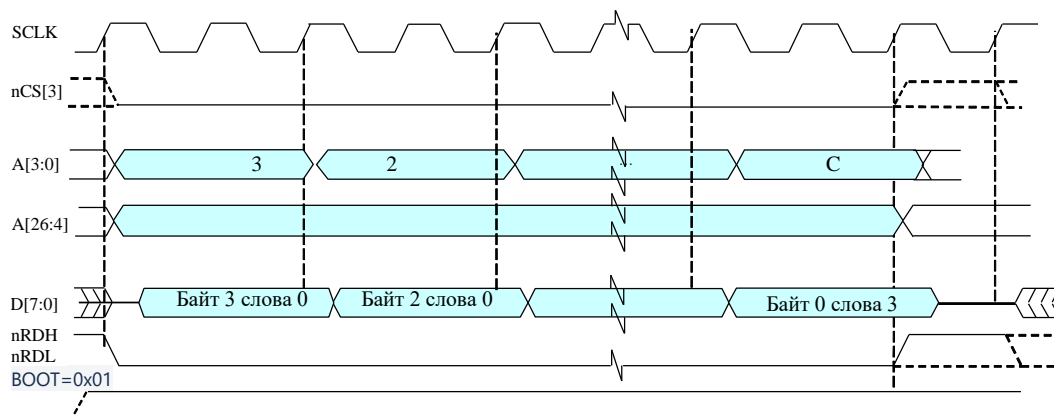 SCLK
nCS[3]
A[3:0] 3 2 ... C
A[26:4]
D[7:0] Байт 3 слова 0 Байт 2 слова 0 Байт 0 слова 3
nRDH
nRDL
BOOT=0x01